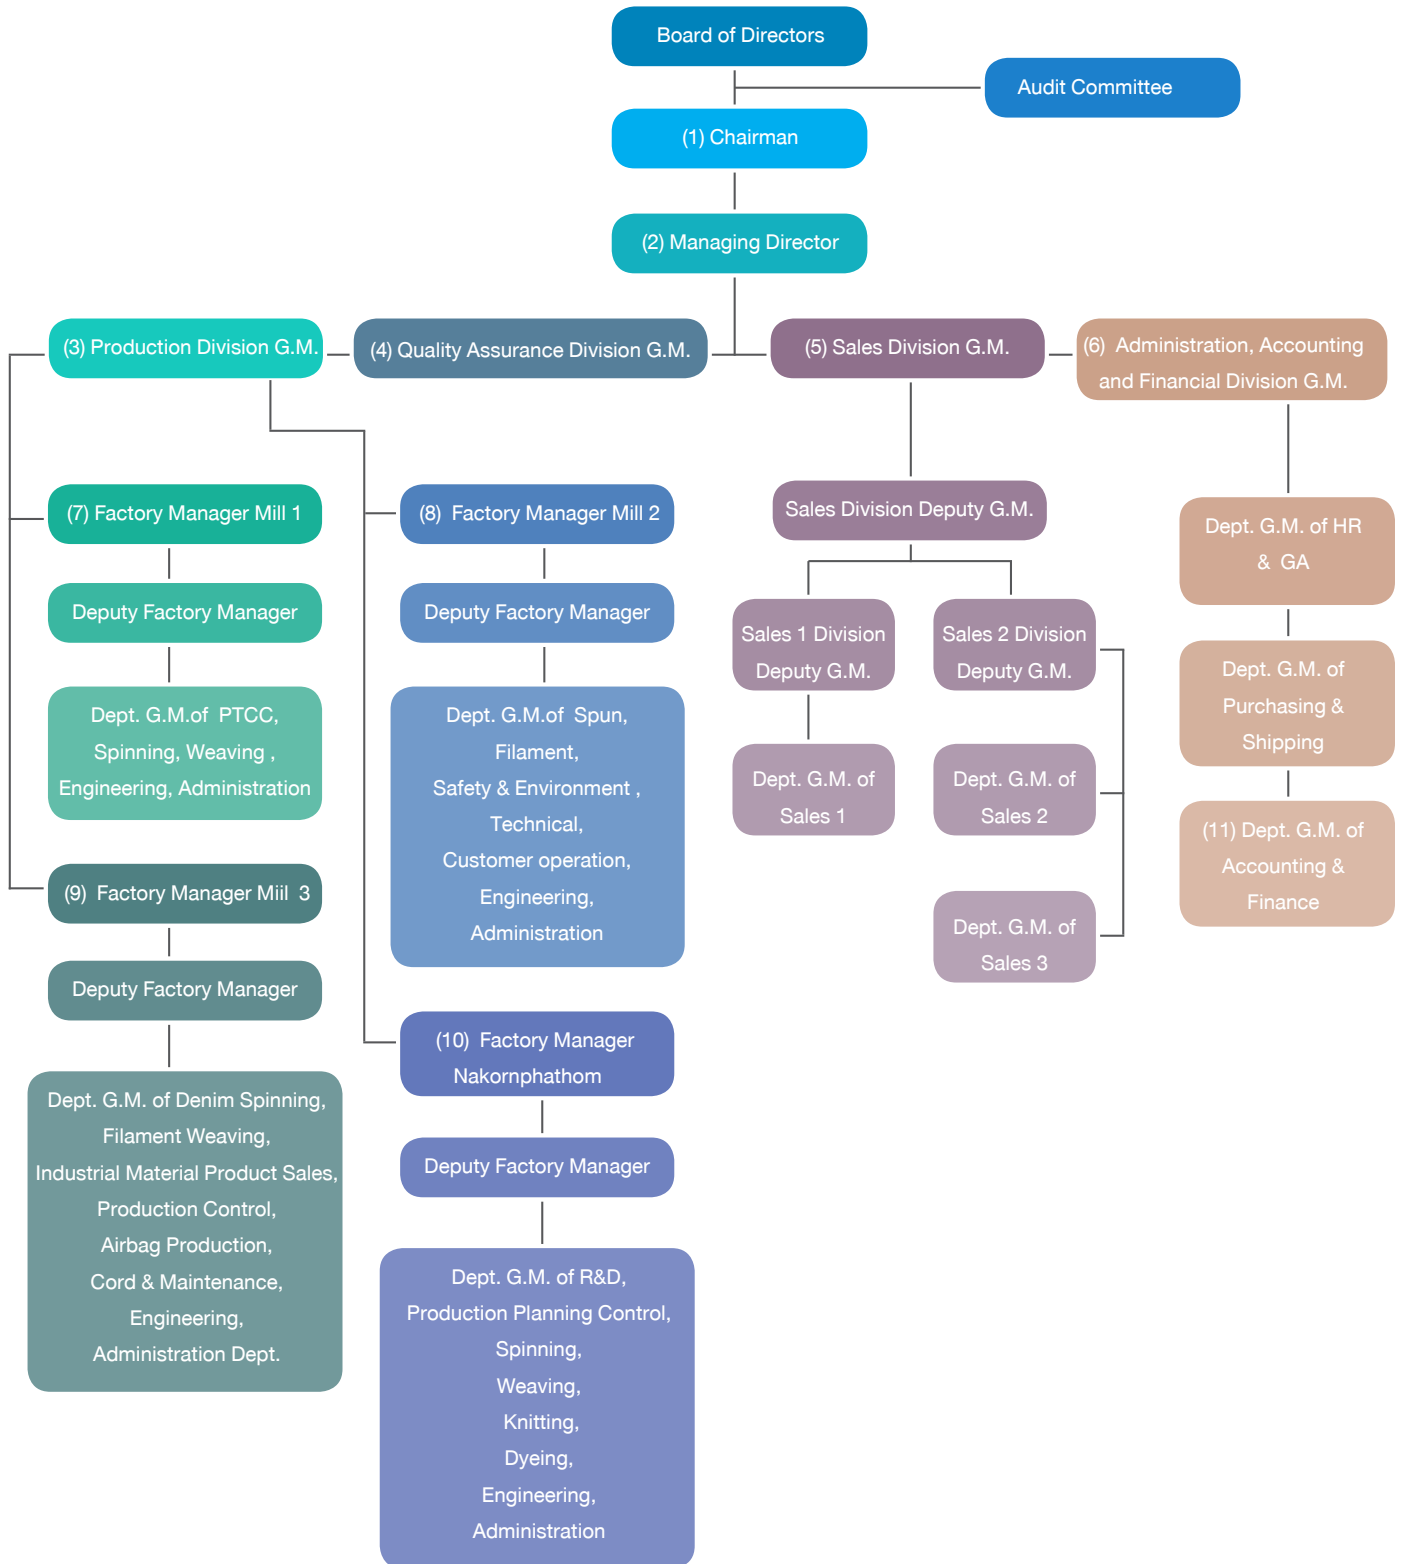 Board of Directors
Audit Committee
(1) Chairman
(2) Managing Director
(3) Production Division G.M.
(4) Quality Assurance Division G.M.
(5) Sales Division G.M.
(6) Administration, Accounting
and Financial Division G.M.
(7) Factory Manager Mill 1
Deputy Factory Manager
Dept. G.M.of PTCC,
Spinning, Weaving ,
Engineering, Administration
(8) Factory Manager Mill 2
Deputy Factory Manager
Dept. G.M.of Spun,
Filament,
Safety & Environment ,
Technical,
Customer operation,
Engineering,
Administration
(9) Factory Manager Miil 3
Deputy Factory Manager
Dept. G.M. of Denim Spinning,
Filament Weaving,
Industrial Material Product Sales,
Production Control,
Airbag Production,
Cord & Maintenance,
Engineering,
Administration Dept.
(10) Factory Manager
Nakornphathom
Deputy Factory Manager
Dept. G.M. of R&D,
Production Planning Control,
Spinning,
Weaving,
Knitting,
Dyeing,
Engineering,
Administration
Sales Division Deputy G.M.
Sales 1 Division
Deputy G.M.
Dept. G.M. of
Sales 1
Sales 2 Division
Deputy G.M.
Dept. G.M. of
Sales 2
Dept. G.M. of
Sales 3
Dept. G.M. of HR
& GA
Dept. G.M. of
Purchasing &
Shipping
(11) Dept. G.M. of
Accounting &
Finance